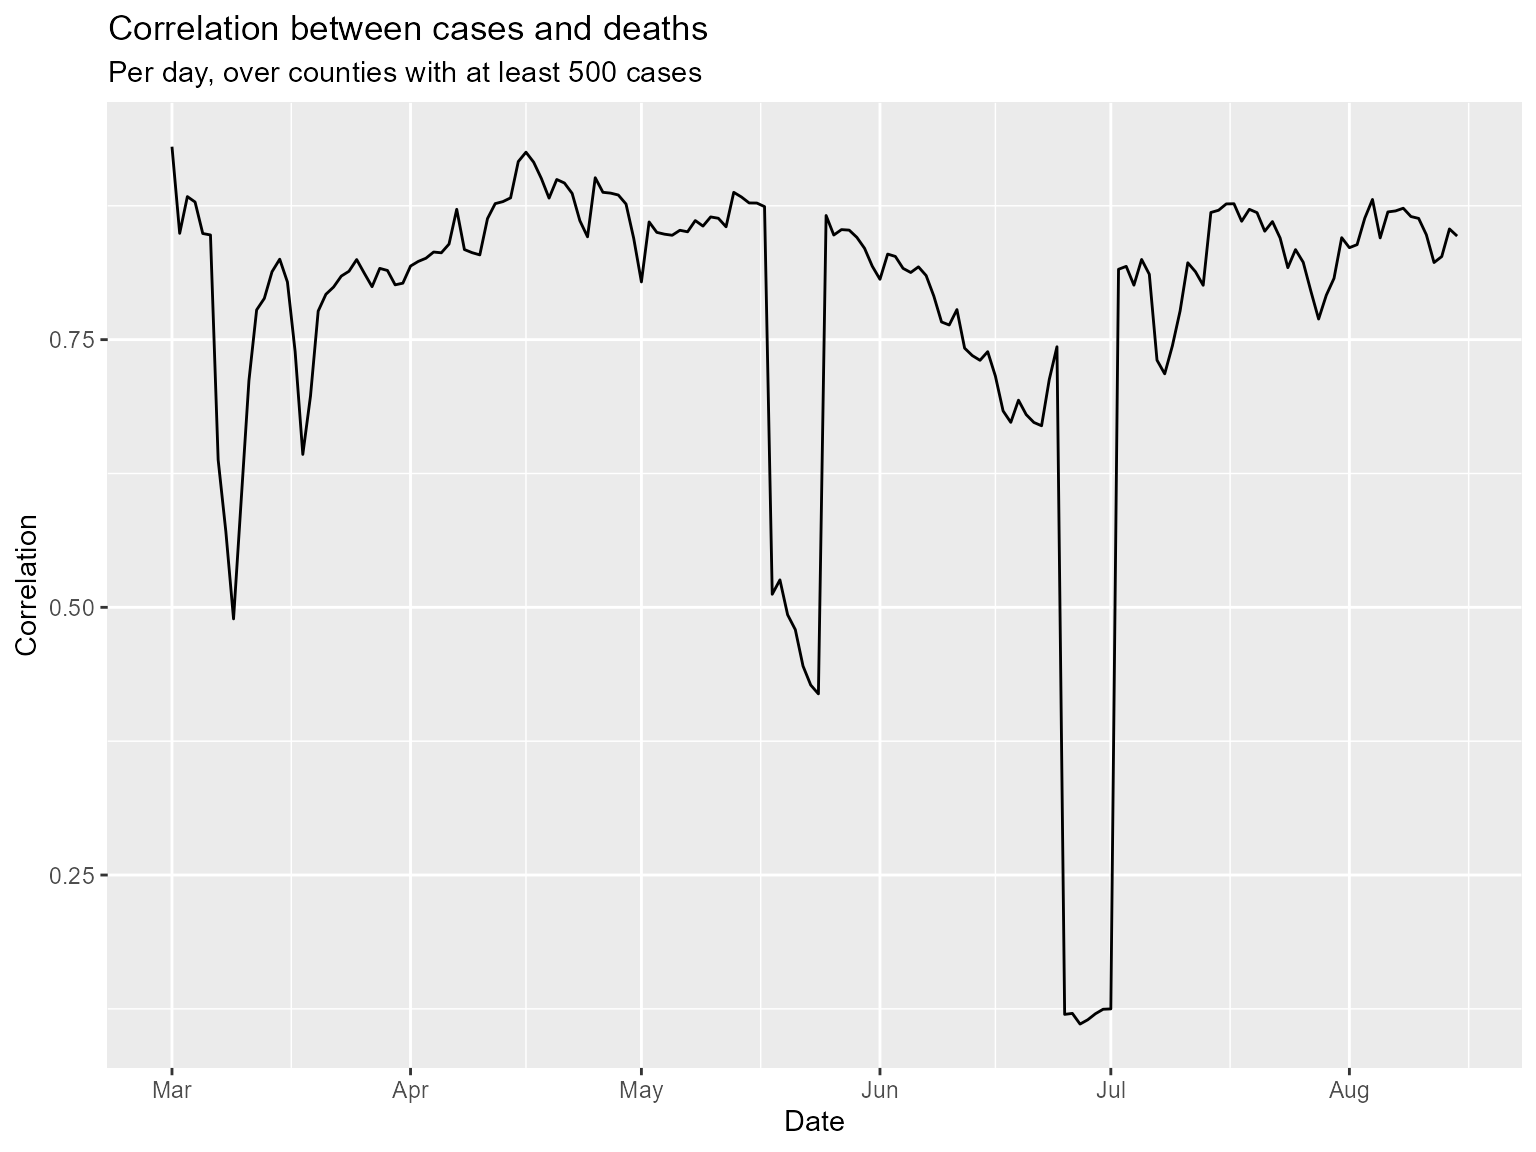 Correlation between cases and deaths
Per day, over counties with at least 500 cases
Correlation
0.75
0.50
0.25
Mar Apr May Jun Jul Aug
Date